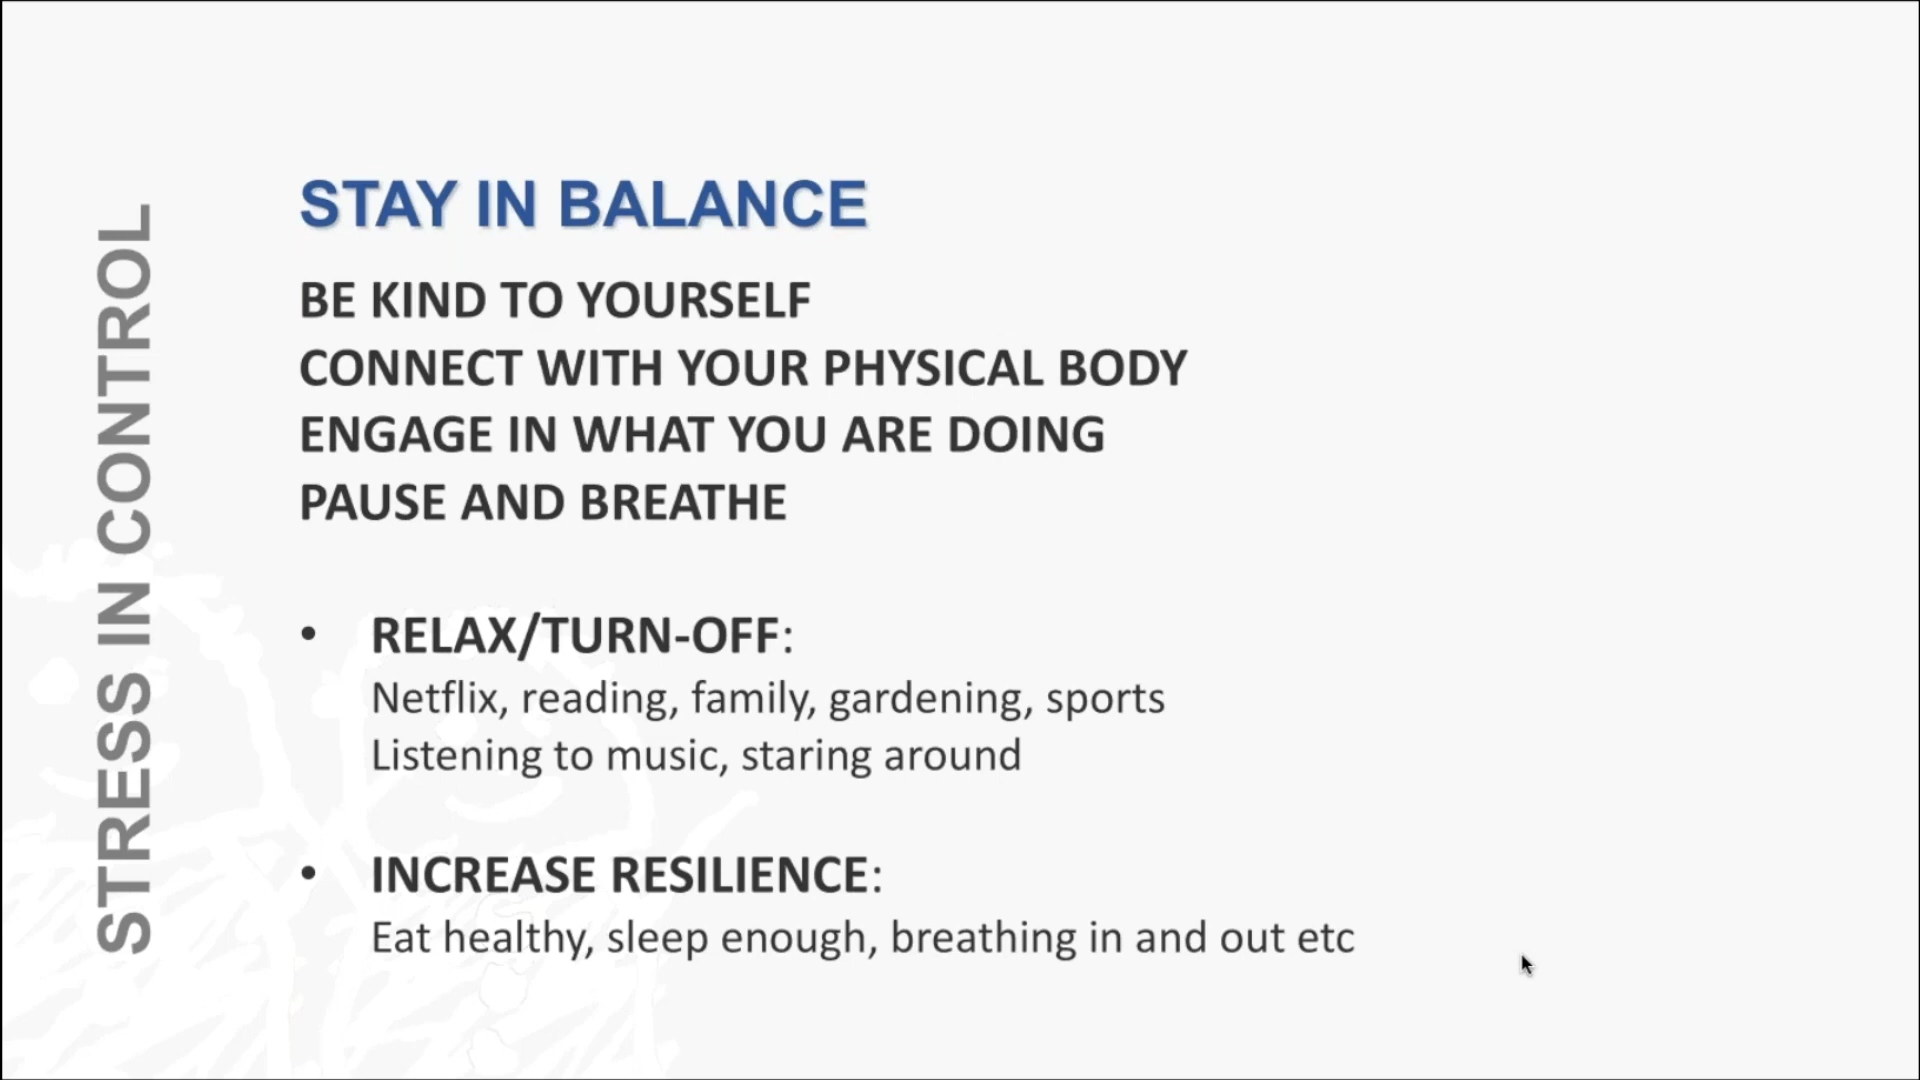 STRESS IN CONTROL
STAY IN BALANCE
BE KIND TO YOURSELF
CONNECT WITH YOUR PHYSICAL BODY
ENGAGE IN WHAT YOU ARE DOING
PAUSE AND BREATHE
• RELAX/TURN-OFF:
Netflix, reading, family, gardening, sports
Listening to music, staring around
• INCREASE RESILIENCE:
Eat healthy, sleep enough, breathing in and out etc